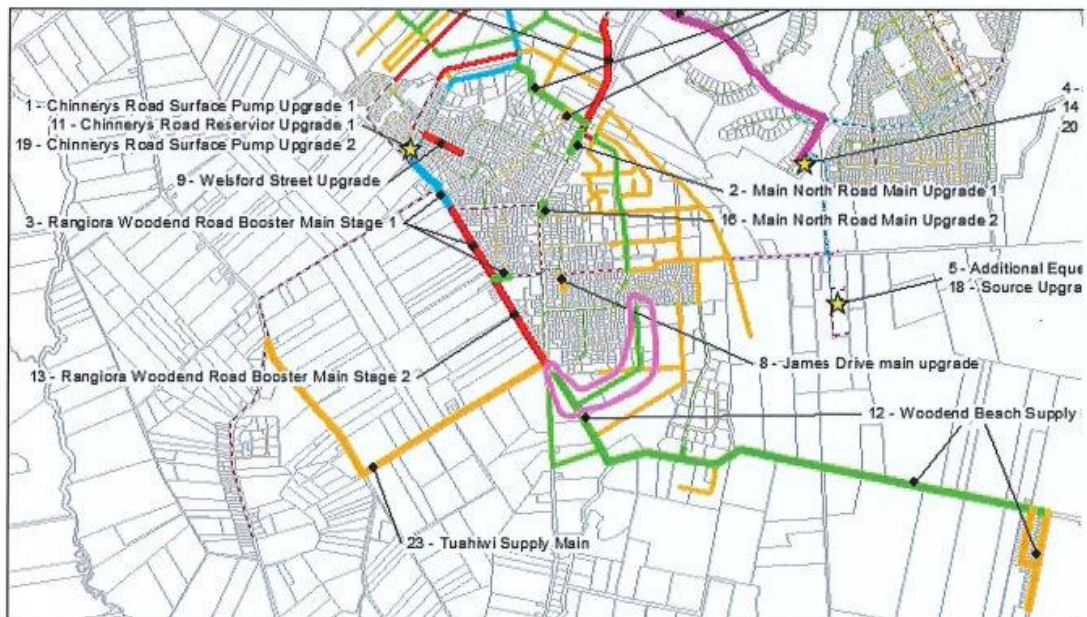 1 - Chinnerys Road Surface Pump Upgrade 1
11 - Chinnerys Road Reservior Upgrade 1
19 - Chinnerys Road Surface Pump Upgrade 2
9 - Welsford Street Upgrade
3 - Rangiora Woodend Road Booster Main Stage 1
13 - Rangiora Woodend Road Booster Main Stage 2
23 - Tuahiwi Supply Main
4 -
14
20
2 - Main North Road Main Upgrade 1
16 - Main North Road Main Upgrade 2
5 - Additional Eque
18 - Source Upgra
8 - James Drive main upgrade
12 - Woodend Beach Supply